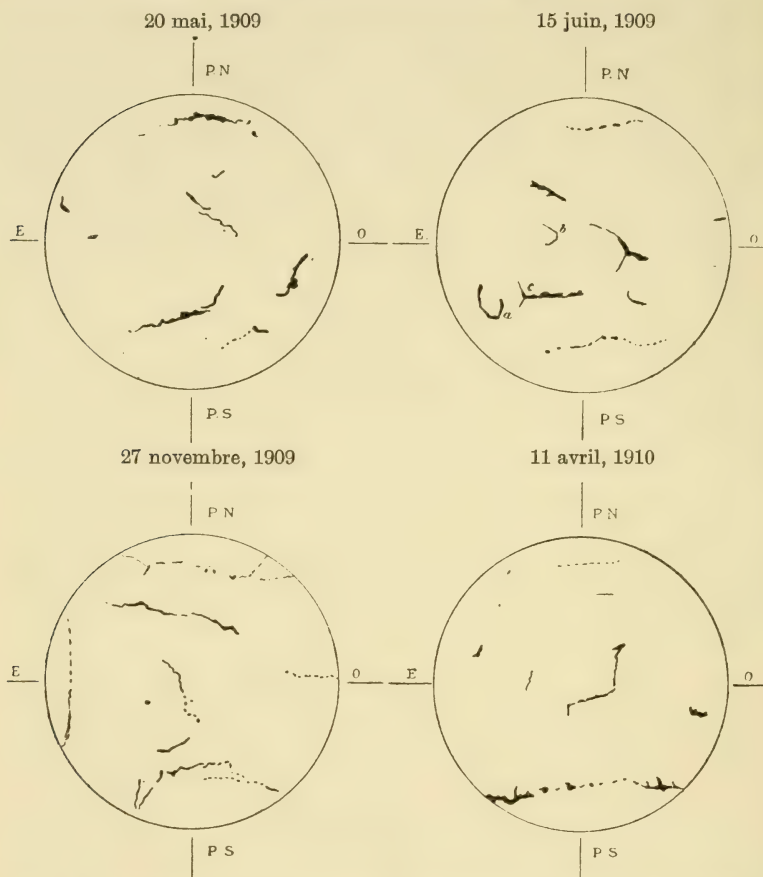 20 mai, 1909
15 juin, 1909
P. N
P. N
E
O
E.
O
b
c
a
P. S
P S
27 novembre, 1909
11 avril, 1910
P N
P N
E
O
E
O
P S
P S